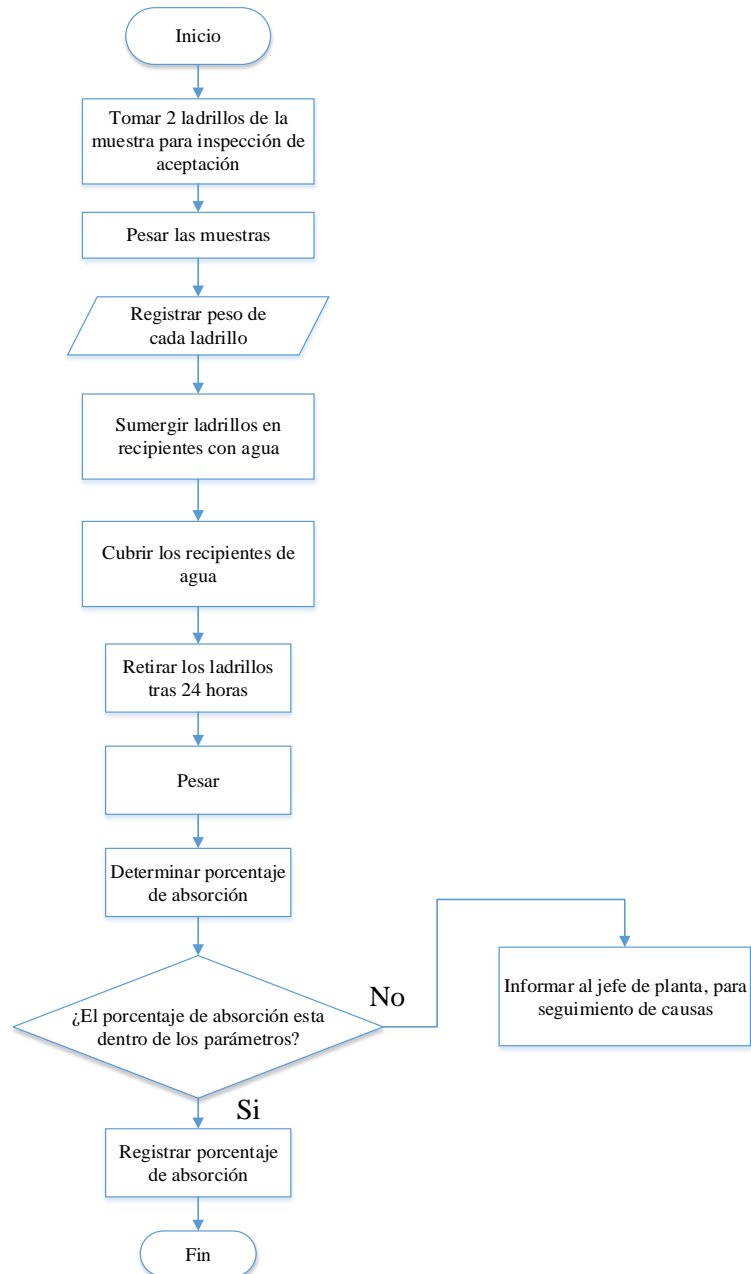 Inicio
Tomar 2 ladrillos de la
muestra para inspección de
aceptación
Pesar las muestras
Registrar peso de
cada ladrillo
Sumergir ladrillos en
recipientes con agua
Cubrir los recipientes de
agua
Retirar los ladrillos
tras 24 horas
Pesar
Determinar porcentaje
de absorción
¿El porcentaje de absorción esta
dentro de los parámetros?
No
Informar al jefe de planta, para
seguimiento de causas
Si
Registrar porcentaje
de absorción
Fin